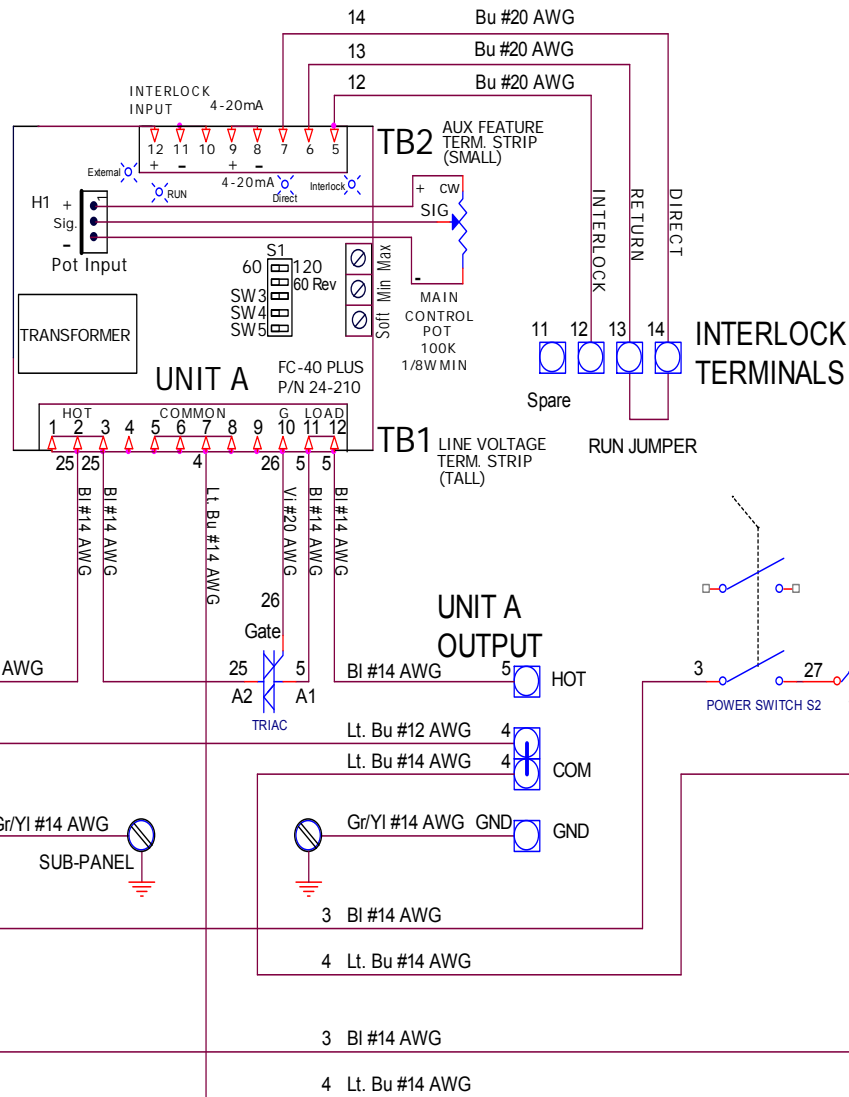 14 Bu #20 AWG
13 Bu #20 AWG
12 Bu #20 AWG
INTERLOCK
INPUT
4-20mA
12 11 10 9 8 7 6 5
+ - + -
TB2
AUX FEATURE
TERM. STRIP
(SMALL)
External
RUN
4-20mA
Direct
Interlock
H1 +
Sig.
-
1
Pot Input
+ CW
SIG
-
MAIN
CONTROL
POT
100K
1/8W MIN
S1
60 120
60 Rev
SW3
SW4
SW5
Soft Min Max
TRANSFORMER
UNIT A
FC-40 PLUS
P/N 24-210
INTERLOCK
RETURN
DIRECT
11 12 13 14
Spare
INTERLOCK
TERMINALS
RUN JUMPER
HOT COMMON G LOAD
1 2 3 4 5 6 7 8 9 10 11 12
TB1
LINE VOLTAGE
TERM. STRIP
(TALL)
25 25 4 26 5 5
Bl #14 AWG
Bl #14 AWG
Lt. Bu #14 AWG
Vi #20 AWG
Bl #14 AWG
Bl #14 AWG
26
Gate
25 5
A2 A1
TRIAC
AWG
UNIT A
OUTPUT
Bl #14 AWG 5 HOT
Lt. Bu #12 AWG 4
Lt. Bu #14 AWG 4 COM
Gr/Yl #14 AWG
SUB-PANEL
Gr/Yl #14 AWG GND GND
3 27
POWER SWITCH S2
3 Bl #14 AWG
4 Lt. Bu #14 AWG
3 Bl #14 AWG
4 Lt. Bu #14 AWG